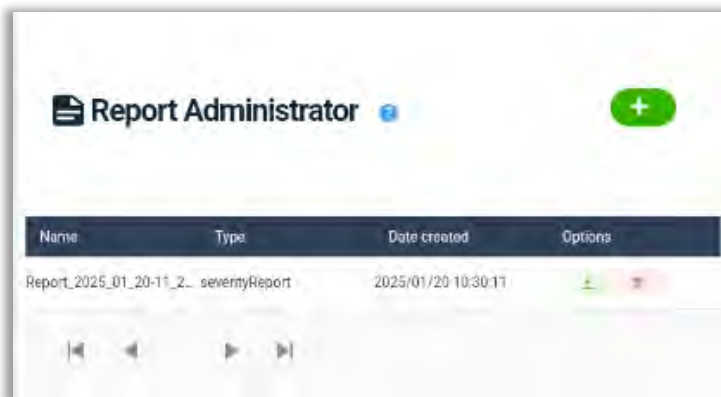 Report Administrator ?
+
Name Type Date created Options
Report_2025_01_20-11_2... severityReport 2025/01/20 10:30:11